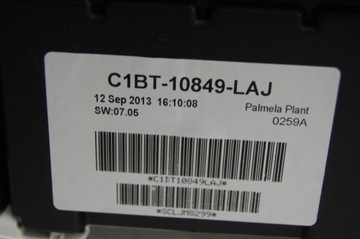 C1BT-10849-LAJ
12 Sep 2013 16:10:08 Palmela Plant
SW:07.05 0259A
*C1BT10849LAJ*
*SCLJM8299*